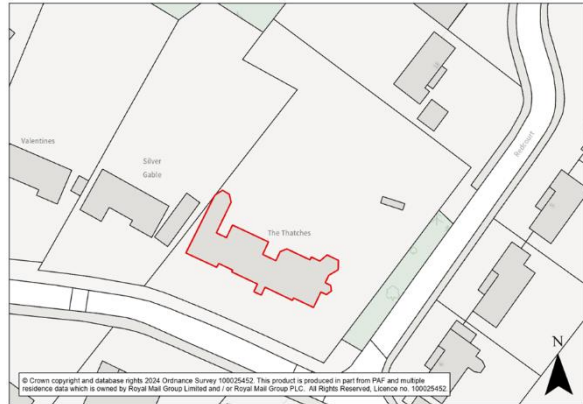 Valentines
Silver
Gable
The Thatches
Redcourt
N
© Crown copyright and database rights 2024 Ordnance Survey 100025452. This product is produced in part from PAF and multiple
residence data which is owned by Royal Mail Group Limited and / or Royal Mail Group PLC. All Rights Reserved, Licence no. 100025452.